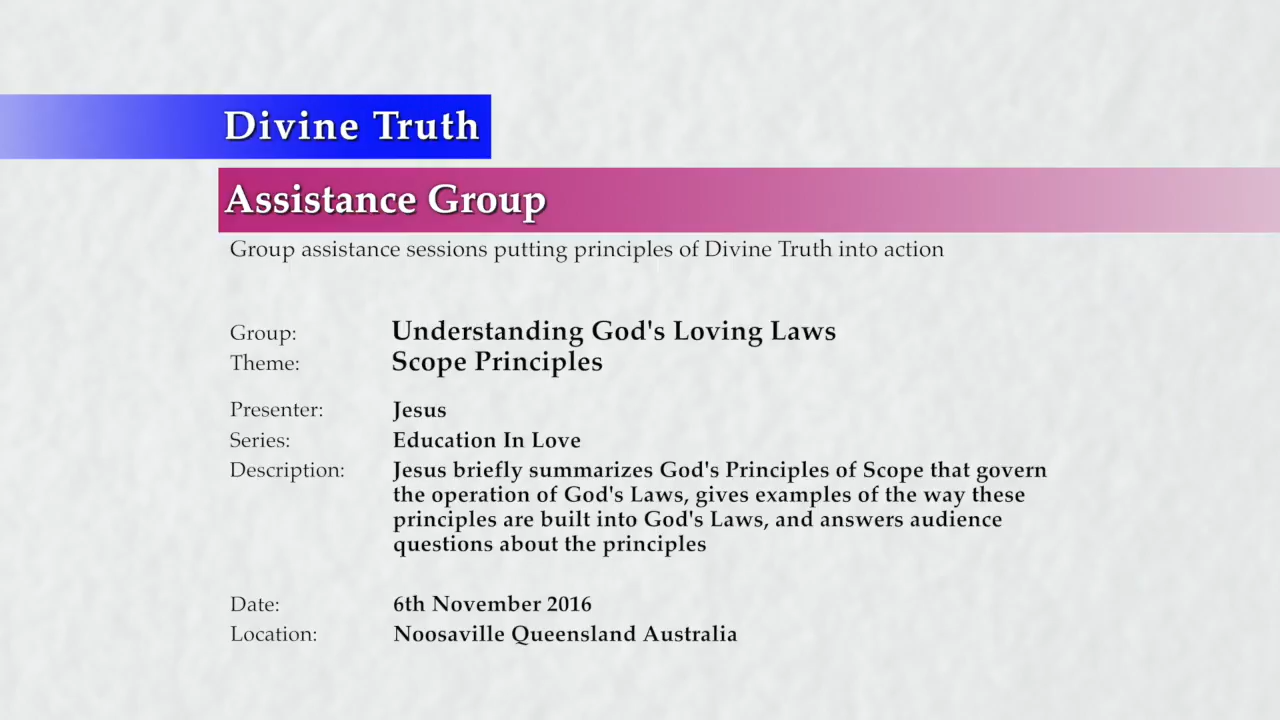 Divine Truth
Assistance Group
Group assistance sessions putting principles of Divine Truth into action
Group: Understanding God's Loving Laws
Theme: Scope Principles
Presenter: Jesus
Series: Education In Love
Description: Jesus briefly summarizes God's Principles of Scope that govern
the operation of God's Laws, gives examples of the way these
principles are built into God's Laws, and answers audience
questions about the principles
Date: 6th November 2016
Location: Noosaville Queensland Australia